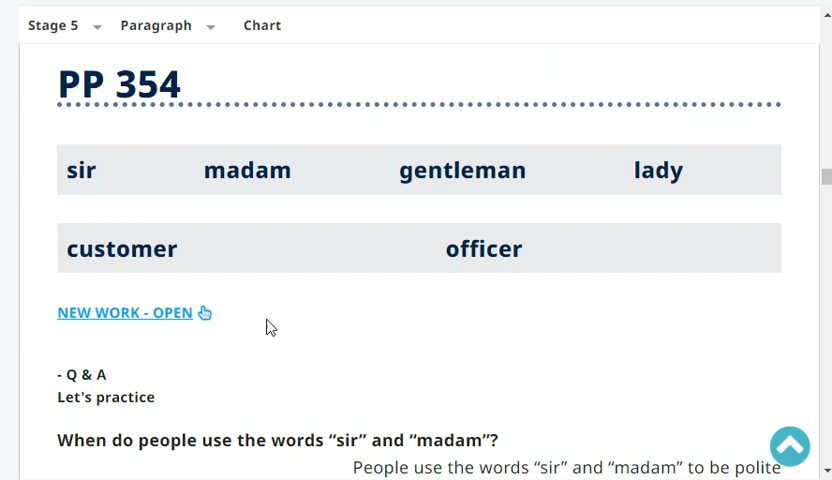 Stage 5 Paragraph Chart
PP 354
sir madam gentleman lady
customer officer
NEW WORK - OPEN
- Q & A
Let's practice
When do people use the words “sir” and “madam”?
People use the words “sir” and “madam” to be polite